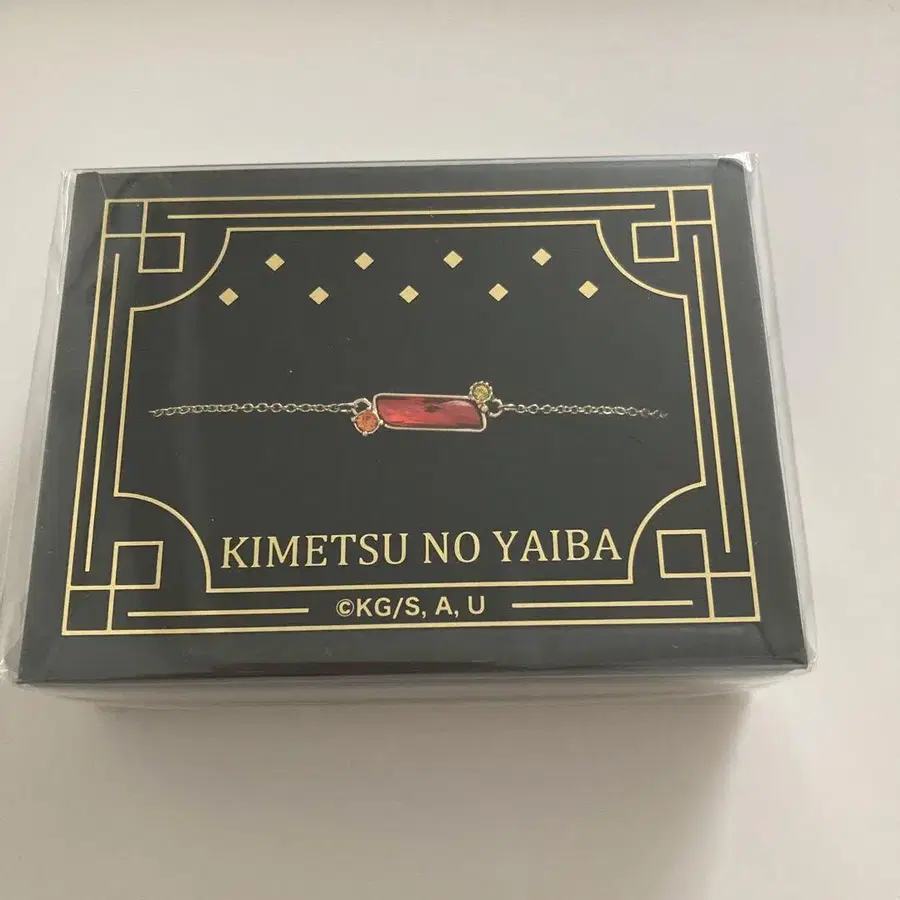 KIMETSU NO YAIBA
©KG/S, A, U